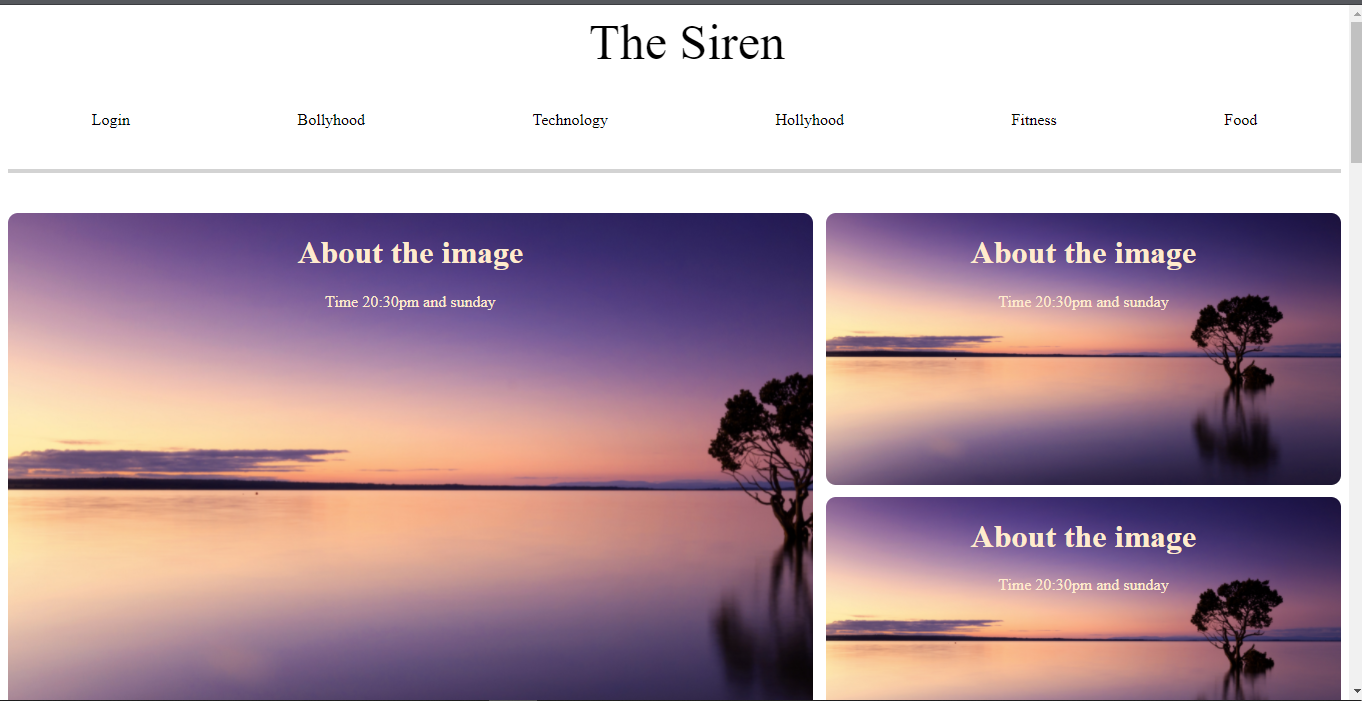 The Siren
Login Bollyhood Technology Hollyhood Fitness Food
About the image
Time 20:30pm and sunday
About the image
Time 20:30pm and sunday
About the image
Time 20:30pm and sunday